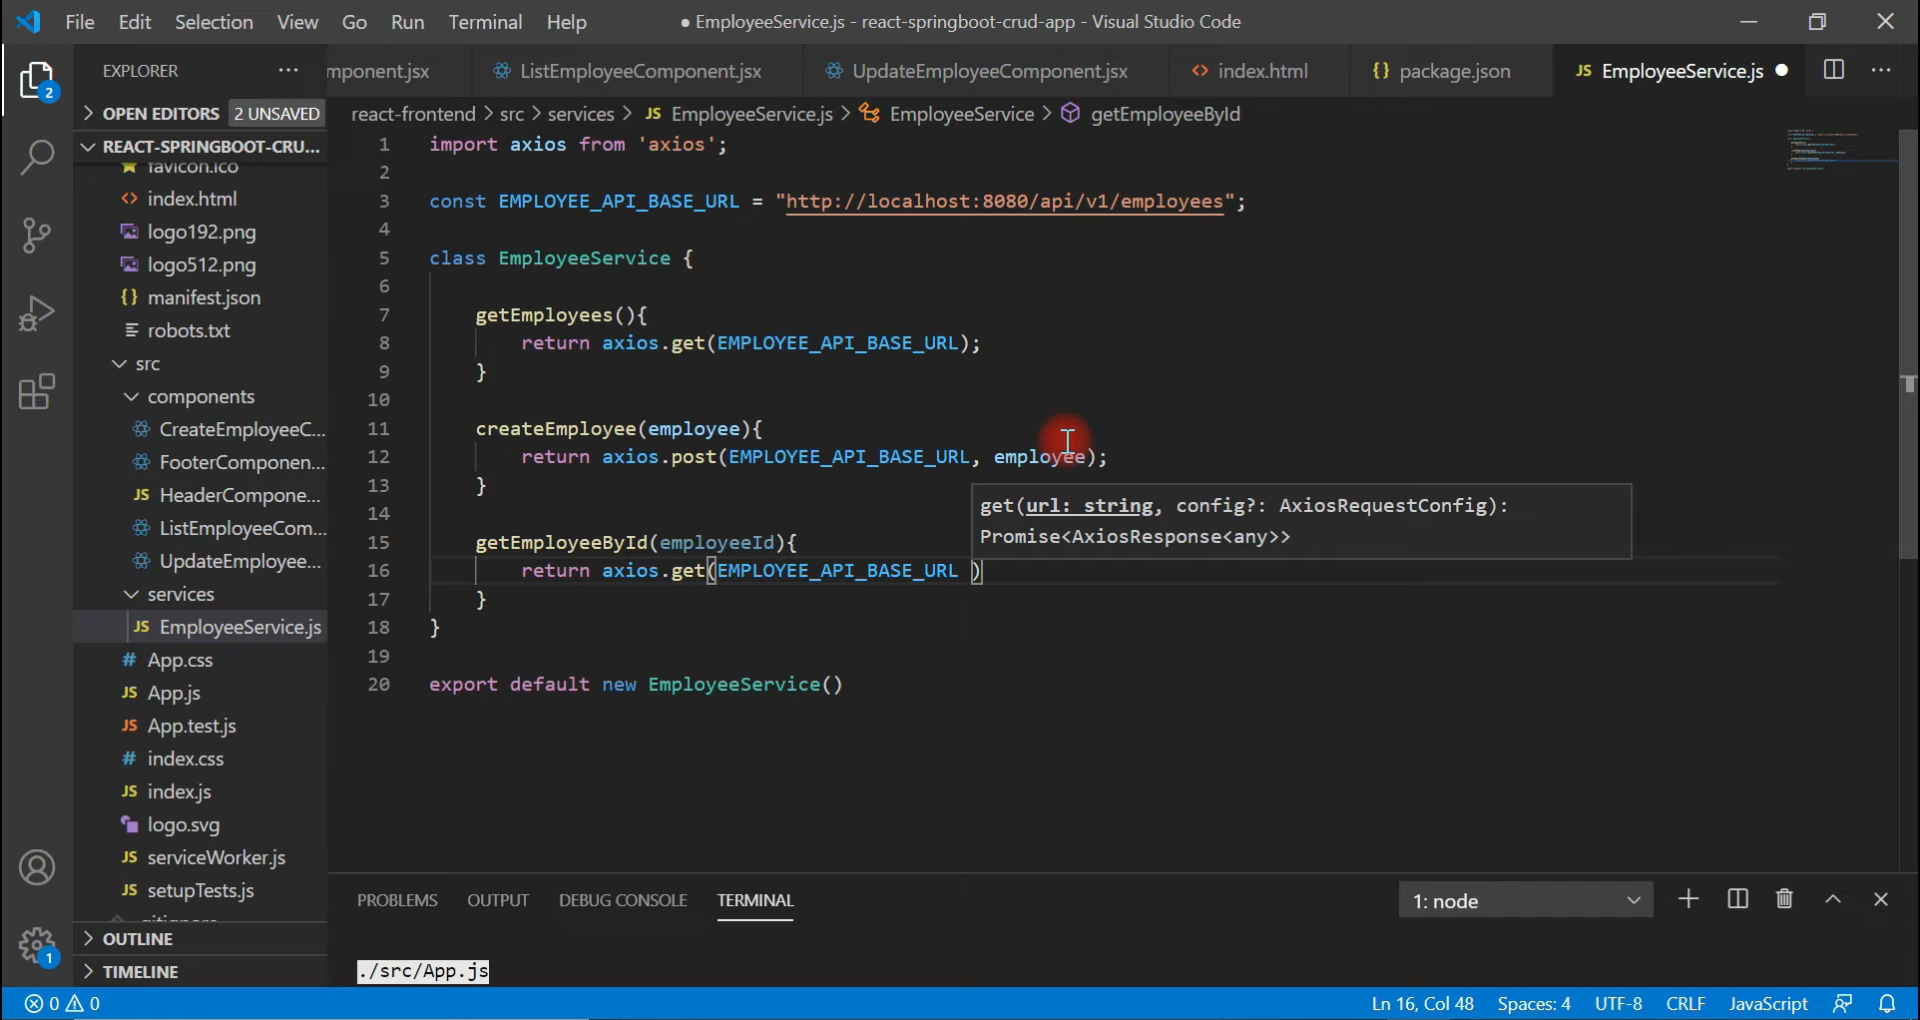 File Edit Selection View Go Run Terminal Help ● EmployeeService.js - react-springboot-crud-app - Visual Studio Code
EXPLORER ··· mponent.jsx ListEmployeeComponent.jsx UpdateEmployeeComponent.jsx <> index.html {} package.json JS EmployeeService.js ● ···
2
> OPEN EDITORS 2 UNSAVED
react-frontend > src > services > JS EmployeeService.js > EmployeeService > getEmployeeById
REACT-SPRINGBOOT-CRU...
favicon.ico
<> index.html
logo192.png
logo512.png
{} manifest.json
robots.txt
src
components
CreateEmployeeC...
FooterComponen...
JS HeaderCompone...
ListEmployeeCom...
UpdateEmployee...
services
JS EmployeeService.js
# App.css
JS App.js
JS App.test.js
# index.css
JS index.js
logo.svg
JS serviceWorker.js
JS setupTests.js
.gitignore
> OUTLINE
> TIMELINE
1
1 import axios from 'axios';
2
3 const EMPLOYEE_API_BASE_URL = "http://localhost:8080/api/v1/employees";
4
5 class EmployeeService {
6
7 getEmployees(){
8 return axios.get(EMPLOYEE_API_BASE_URL);
9 }
10
11 createEmployee(employee){
12 return axios.post(EMPLOYEE_API_BASE_URL, employee);
13 }
14
get(url: string, config?: AxiosRequestConfig):
Promise<AxiosResponse<any>>
15 getEmployeeById(employeeId){
16 return axios.get(EMPLOYEE_API_BASE_URL )
17 }
18 }
19
20 export default new EmployeeService()
PROBLEMS OUTPUT DEBUG CONSOLE TERMINAL 1: node
./src/App.js
0 0 Ln 16, Col 48 Spaces: 4 UTF-8 CRLF JavaScript